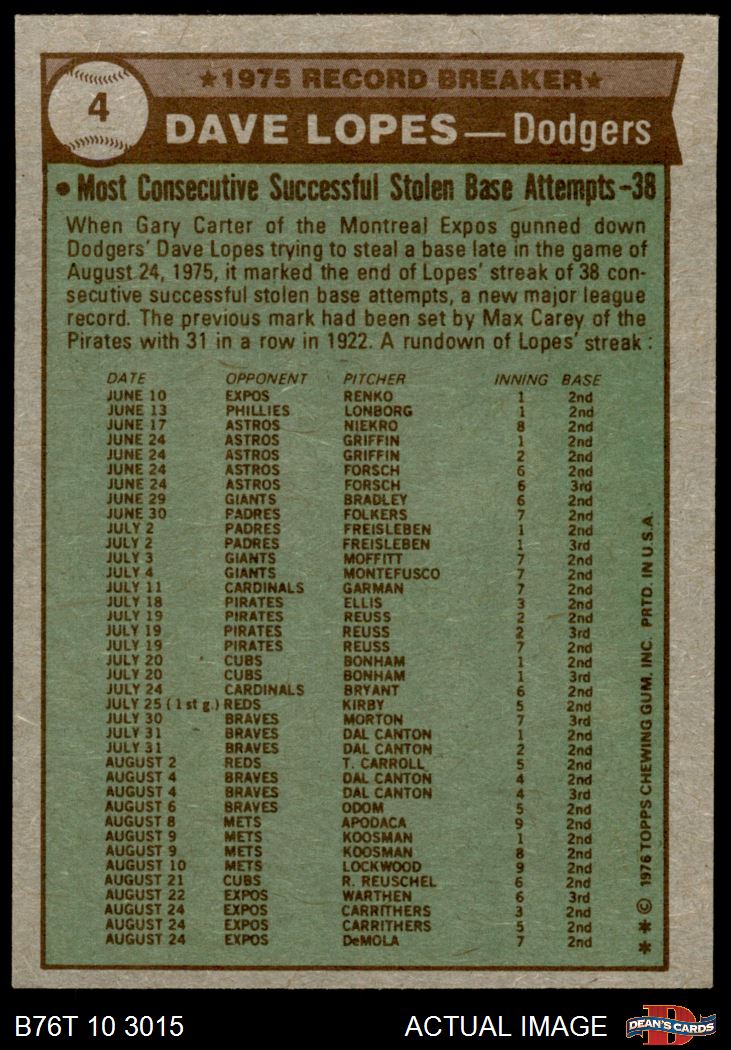 4
★1975 RECORD BREAKER★
DAVE LOPES—Dodgers
• Most Consecutive Successful Stolen Base Attempts-38
When Gary Carter of the Montreal Expos gunned down
Dodgers' Dave Lopes trying to steal a base late in the game of
August 24, 1975, it marked the end of Lopes' streak of 38 con-
secutive successful stolen base attempts, a new major league
record. The previous mark had been set by Max Carey of the
Pirates with 31 in a row in 1922. A rundown of Lopes' streak :
DATE OPPONENT PITCHER INNING BASE
JUNE 10 EXPOS RENKO 1 2nd
JUNE 13 PHILLIES LONBORG 1 2nd
JUNE 17 ASTROS NIEKRO 8 2nd
JUNE 24 ASTROS GRIFFIN 1 2nd
JUNE 24 ASTROS GRIFFIN 2 2nd
JUNE 24 ASTROS FORSCH 6 2nd
JUNE 24 ASTROS FORSCH 6 3rd
JUNE 29 GIANTS BRADLEY 6 2nd
JUNE 30 PADRES FOLKERS 7 2nd
JULY 2 PADRES FREISLEBEN 1 2nd
JULY 2 PADRES FREISLEBEN 1 3rd
JULY 3 GIANTS MOFFITT 7 2nd
JULY 4 GIANTS MONTEFUSCO 7 2nd
JULY 11 CARDINALS GARMAN 7 2nd
JULY 18 PIRATES ELLIS 3 2nd
JULY 19 PIRATES REUSS 2 2nd
JULY 19 PIRATES REUSS 2 3rd
JULY 19 PIRATES REUSS 7 2nd
JULY 20 CUBS BONHAM 1 2nd
JULY 20 CUBS BONHAM 1 3rd
JULY 24 CARDINALS BRYANT 6 2nd
JULY 25 (1st g.) REDS KIRBY 5 2nd
JULY 30 BRAVES MORTON 7 3rd
JULY 31 BRAVES DAL CANTON 1 2nd
JULY 31 BRAVES DAL CANTON 2 2nd
AUGUST 2 REDS T. CARROLL 5 2nd
AUGUST 4 BRAVES DAL CANTON 4 2nd
AUGUST 4 BRAVES DAL CANTON 4 3rd
AUGUST 6 BRAVES ODOM 5 2nd
AUGUST 8 METS APODACA 9 2nd
AUGUST 9 METS KOOSMAN 1 2nd
AUGUST 9 METS KOOSMAN 8 2nd
AUGUST 10 METS LOCKWOOD 9 2nd
AUGUST 21 CUBS R. REUSCHEL 6 2nd
AUGUST 22 EXPOS WARTHEN 6 3rd
AUGUST 24 EXPOS CARRITHERS 3 2nd
AUGUST 24 EXPOS CARRITHERS 5 2nd
AUGUST 24 EXPOS DeMOLA 7 2nd
* * © 1976 TOPPS CHEWING GUM, INC. PRTD. IN U.S.A.
B76T 10 3015
ACTUAL IMAGE
D
DEAN'S CARDS